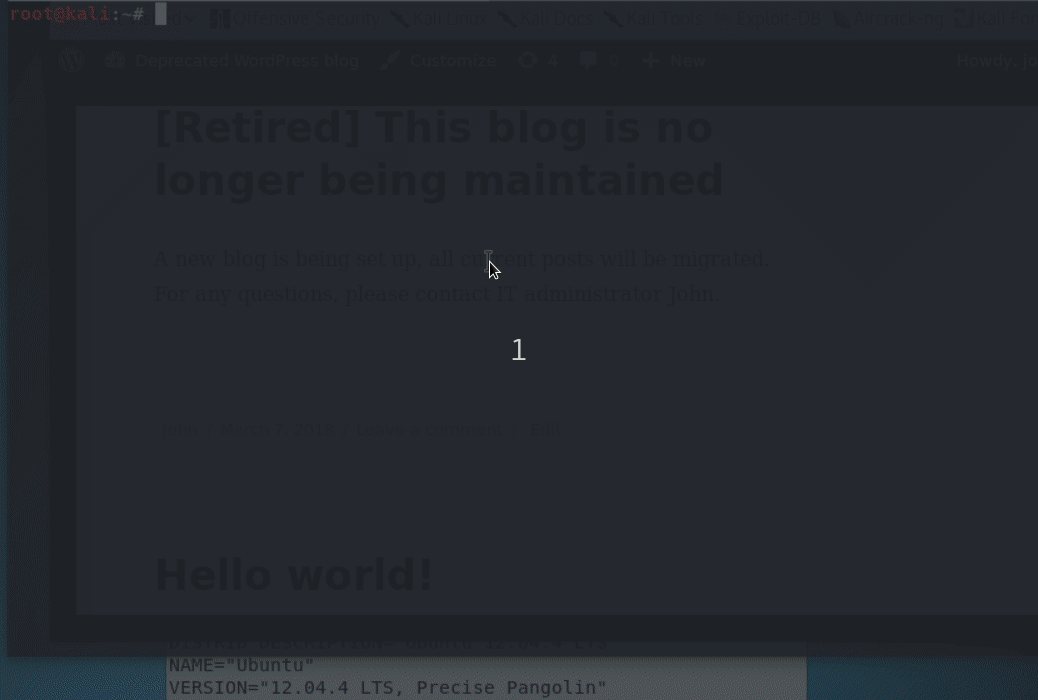 root@kali:~#
Offensive Security Kali Linux Kali Docs Kali Tools Exploit-DB Aircrack-ng Kali
Deprecated WordPress blog Customize 4 0 New Howdy, jo
[Retired] This blog is no
longer being maintained
A new blog is being set up, all current posts will be migrated.
For any questions, please contact IT administrator John.
1
john / March 7, 2018 / Leave a comment / Edit
Hello world!
DISTRIB_DESCRIPTION="Ubuntu 12.04.4 LTS"
NAME="Ubuntu"
VERSION="12.04.4 LTS, Precise Pangolin"